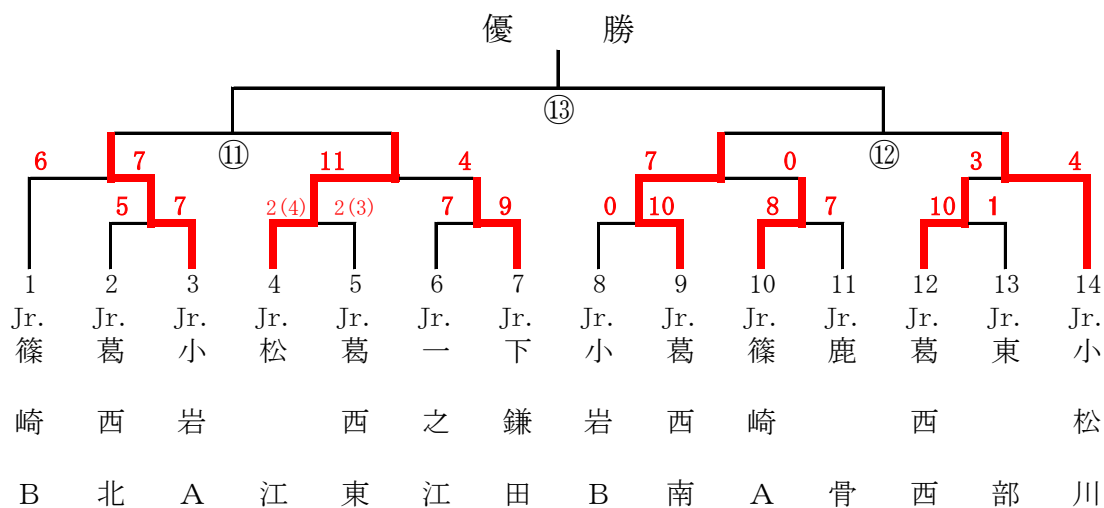 優 勝
⑬
⑪ ⑫
6 7 11 4 7 0 3 4
5 7 2(4) 2(3) 7 9 0 10 8 7 10 1
1 2 3 4 5 6 7 8 9 10 11 12 13 14
Jr. Jr. Jr. Jr. Jr. Jr. Jr. Jr. Jr. Jr. Jr. Jr. Jr. Jr.
篠崎B
葛西北
小岩A
松江
葛西東
一之江
下鎌田
小岩B
葛西南
篠崎A
鹿骨
葛西西
東部
小松川